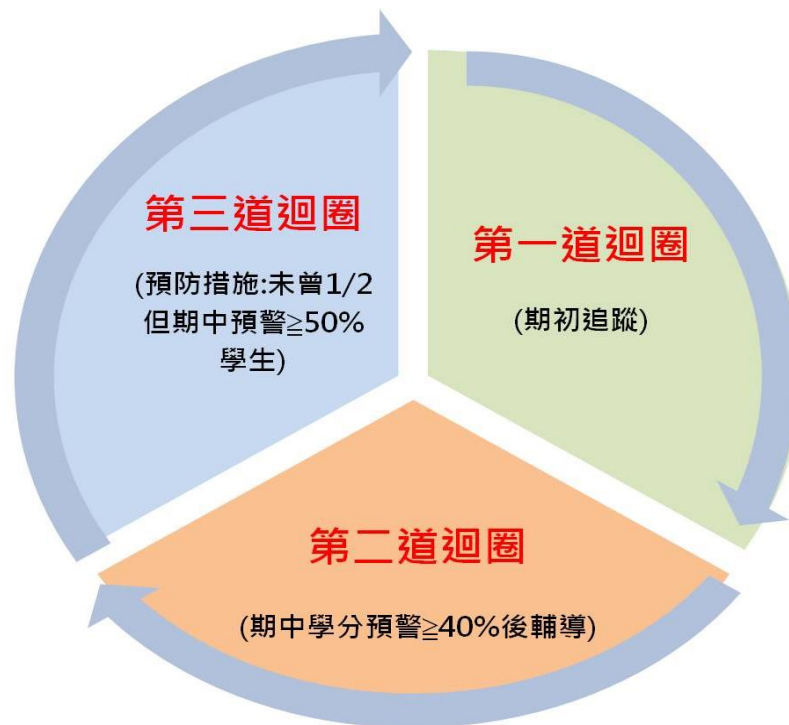 第一道迴圈
(期初追蹤)
第二道迴圈
(期中學分預警≧40%後輔導)
第三道迴圈
(預防措施:未曾1/2
但期中預警≧50%
學生)